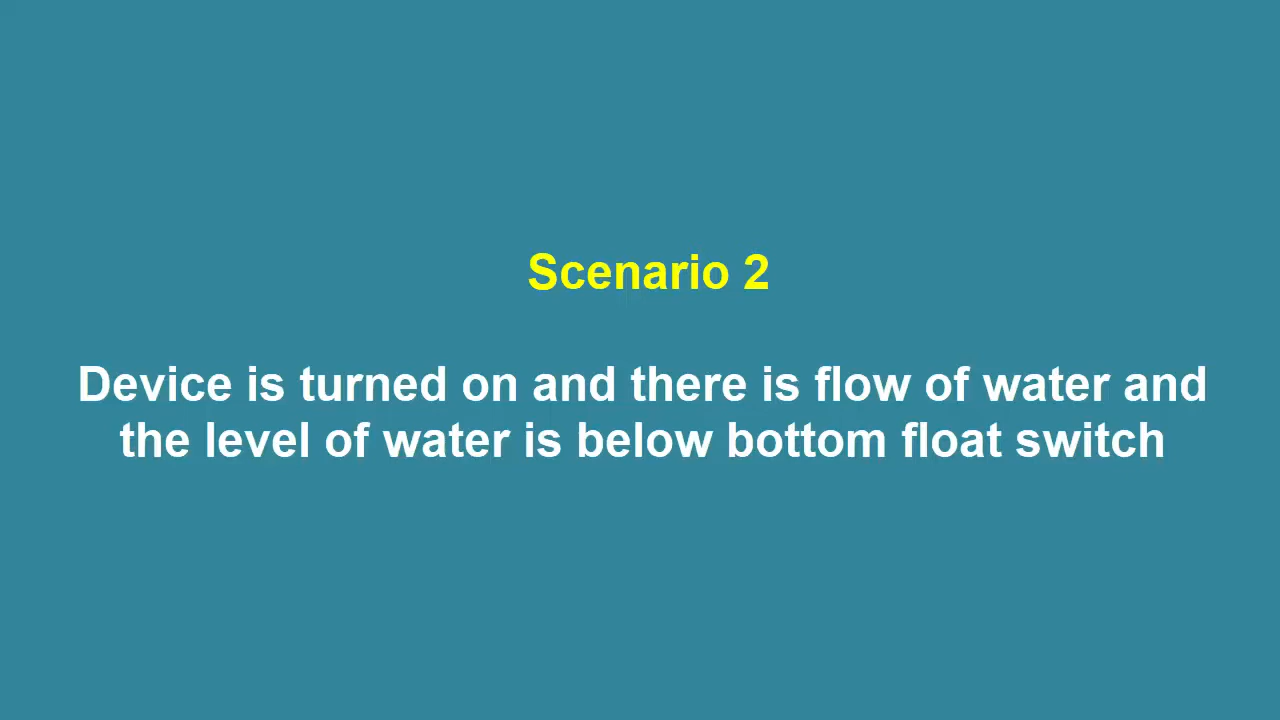 Scenario 2
Device is turned on and there is flow of water and
the level of water is below bottom float switch